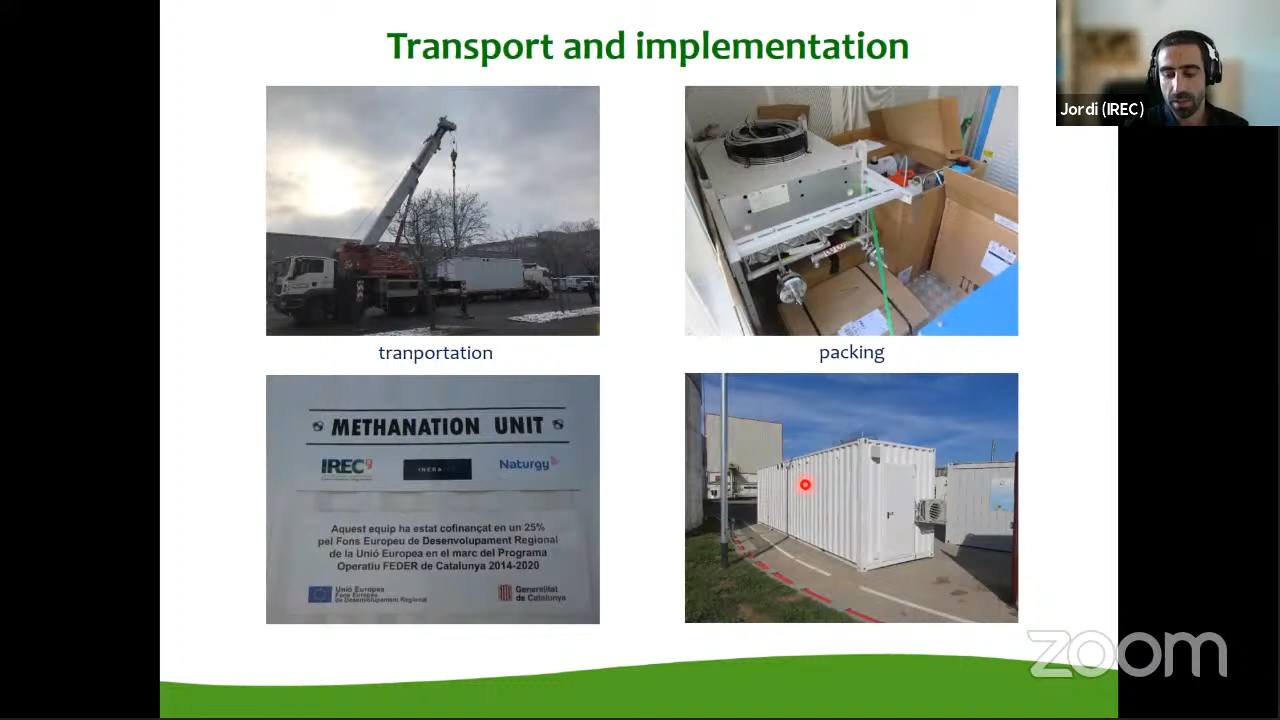 Transport and implementation
Jordi (IREC)
tranportation
packing
METHANATION UNIT
IREC
INERA
Naturgy
Aquest equip ha estat cofinançat en un 25%
pel Fons Europeu de Desenvolupament Regional
de la Unió Europea en el marc del Programa
Operatiu FEDER de Catalunya 2014-2020
Unió Europea
Fons Europeu
de Desenvolupament Regional
Generalitat
de Catalunya
zoom